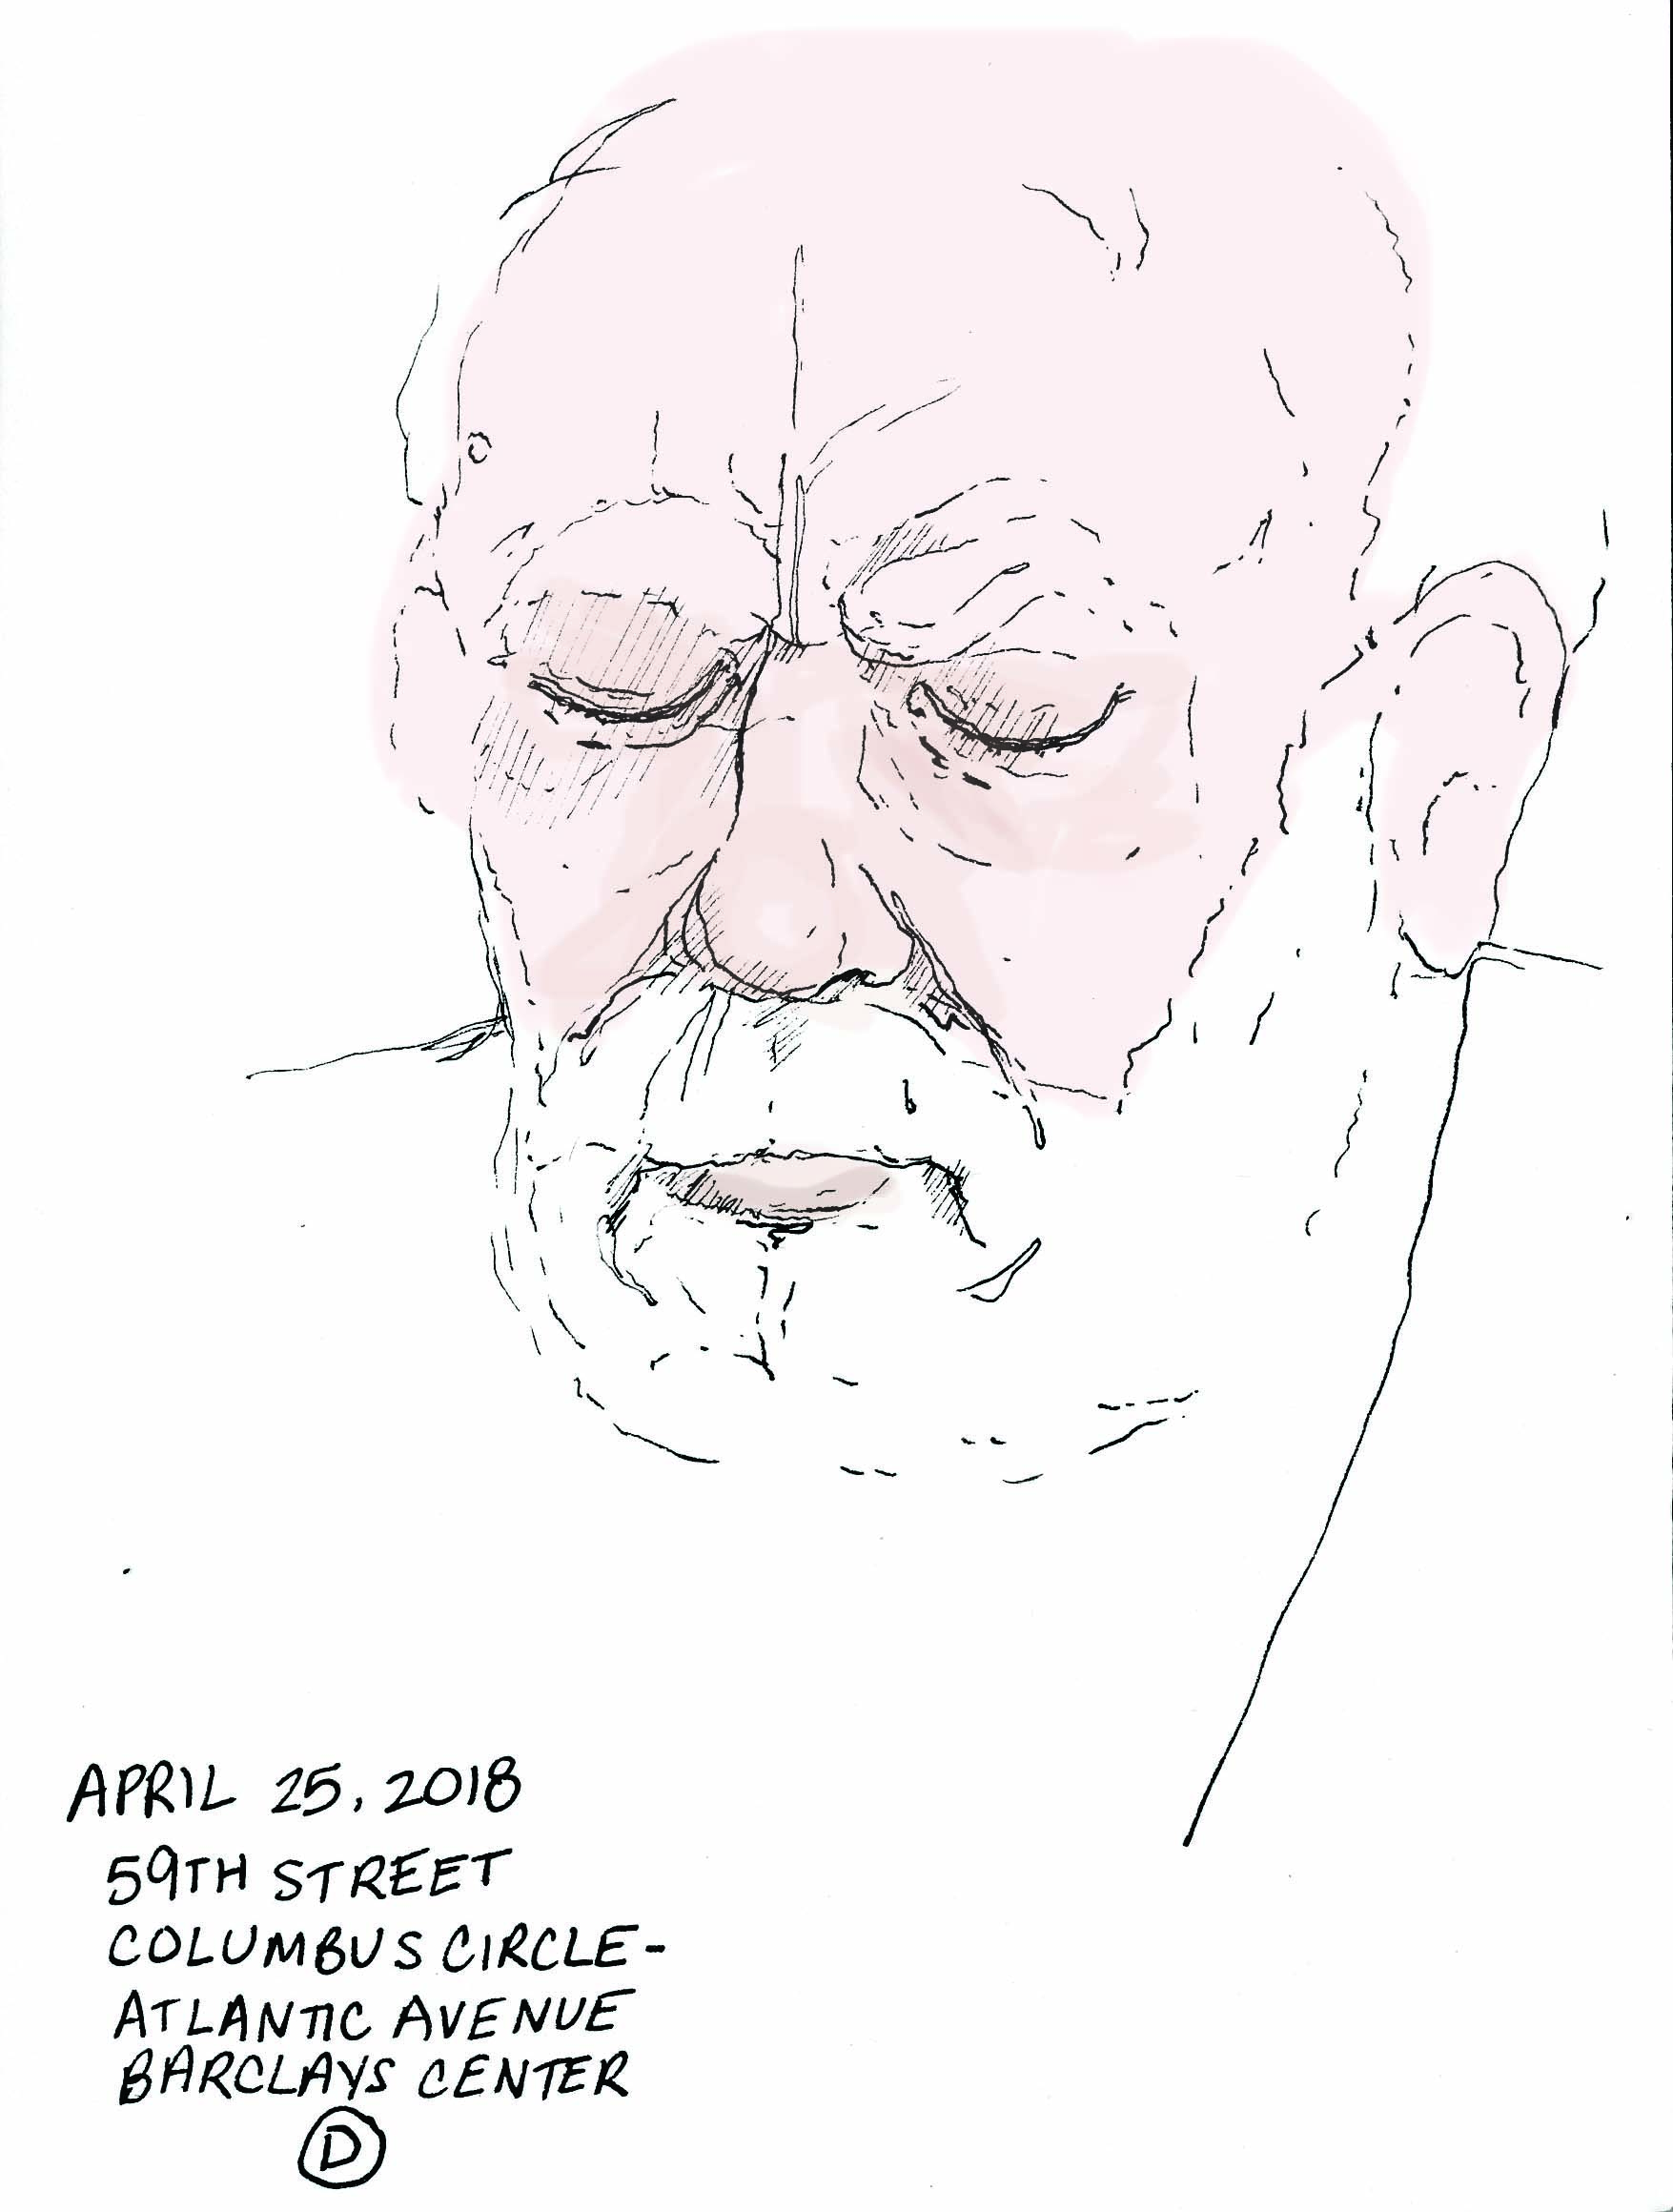 APRIL 25, 2018
59TH STREET
COLUMBUS CIRCLE-
ATLANTIC AVENUE
BARCLAYS CENTER
D